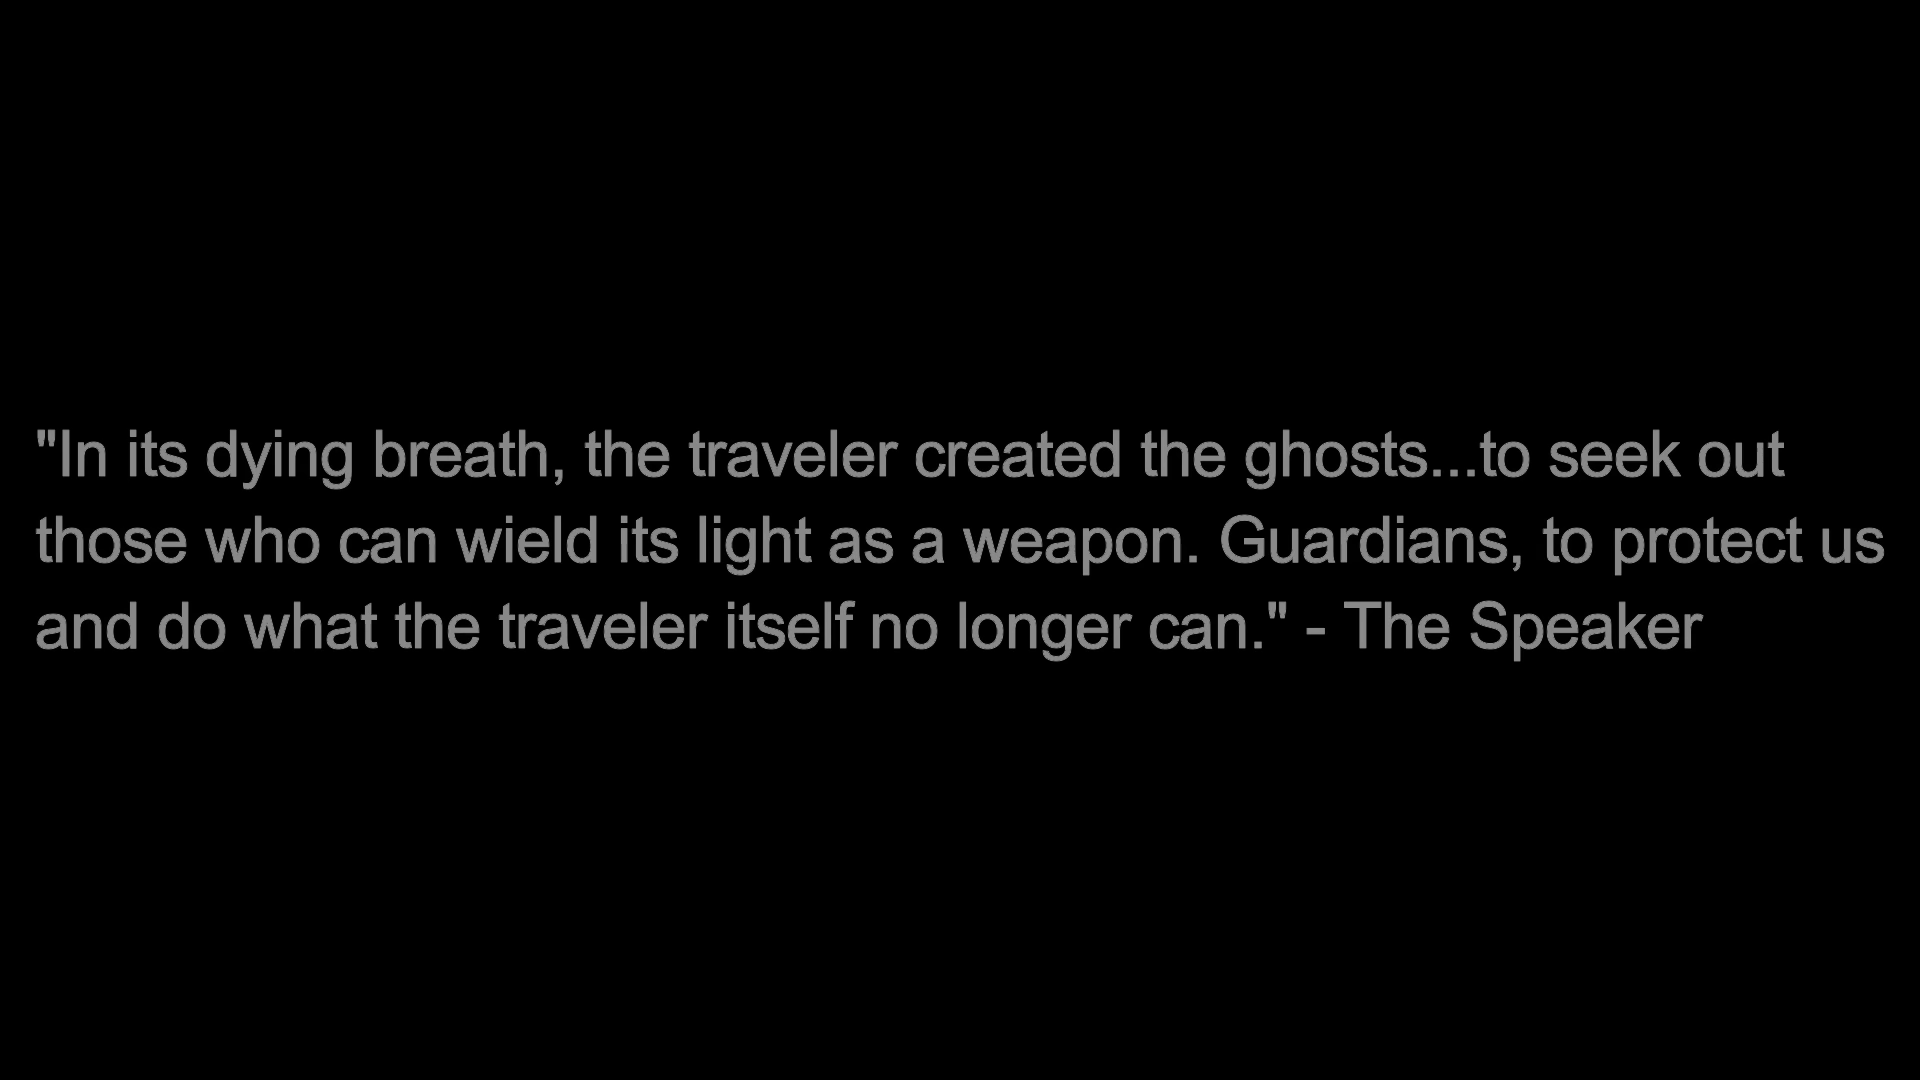 "In its dying breath, the traveler created the ghosts...to seek out
those who can wield its light as a weapon. Guardians, to protect us
and do what the traveler itself no longer can." - The Speaker